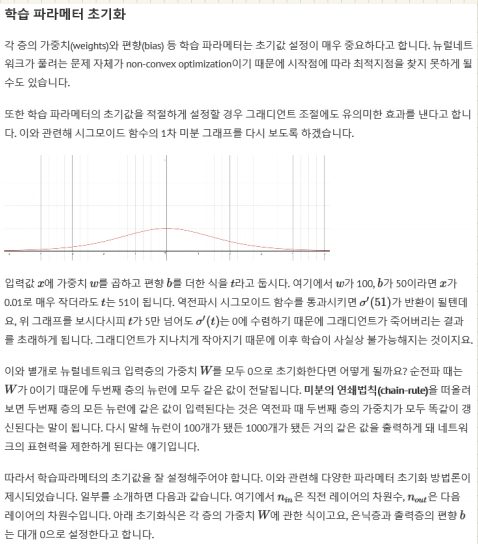 학습 파라메터 초기화
각 층의 가중치(weights)와 편향(bias) 등 학습 파라메터는 초기값 설정이 매우 중요하다고 합니다. 뉴럴네트
워크가 풀려는 문제 자체가 non-convex optimization이기 때문에 시작점에 따라 최적지점을 찾지 못하게 될
수도 있습니다.
또한 학습 파라메터의 초기값을 적절하게 설정할 경우 그래디언트 조절에도 유의미한 효과를 낸다고 합니
다. 이와 관련해 시그모이드 함수의 1차 미분 그래프를 다시 보도록 하겠습니다.
입력값 x에 가중치 w를 곱하고 편향 b를 더한 식을 t라고 둡시다. 여기에서 w가 100, b가 50이라면 x가
0.01로 매우 작더라도 t는 51이 됩니다. 역전파시 시그모이드 함수를 통과시키면 σ′(51)가 반환이 될텐데
요, 위 그래프를 보시다시피 t가 5만 넘어도 σ′(t)는 0에 수렴하기 때문에 그래디언트가 죽어버리는 결과
를 초래하게 됩니다. 그래디언트가 지나치게 작아지기 때문에 이후 학습이 사실상 불가능해지는 것이지요.
이와 별개로 뉴럴네트워크 입력층의 가중치 W를 모두 0으로 초기화한다면 어떻게 될까요? 순전파 때는
W가 0이기 때문에 두번째 층의 뉴런에 모두 같은 값이 전달됩니다. 미분의 연쇄법칙(chain-rule)을 떠올려
보면 두번째 층의 모든 뉴런에 같은 값이 입력된다는 것은 역전파 때 두번째 층의 가중치가 모두 똑같이 갱
신된다는 말이 됩니다. 다시 말해 뉴런이 100개가 됐든 1000개가 됐든 거의 같은 값을 출력하게 돼 네트워
크의 표현력을 제한하게 된다는 얘기입니다.
따라서 학습파라메터의 초기값을 잘 설정해주어야 합니다. 이와 관련해 다양한 파라메터 초기화 방법론이
제시되었습니다. 일부를 소개하면 다음과 같습니다. 여기에서 n_in은 직전 레이어의 차원수, n_out은 다음
레이어의 차원수입니다. 아래 초기화식은 각 층의 가중치 W에 관한 식이고요, 은닉층과 출력층의 편향 b
는 대개 0으로 설정한다고 합니다.